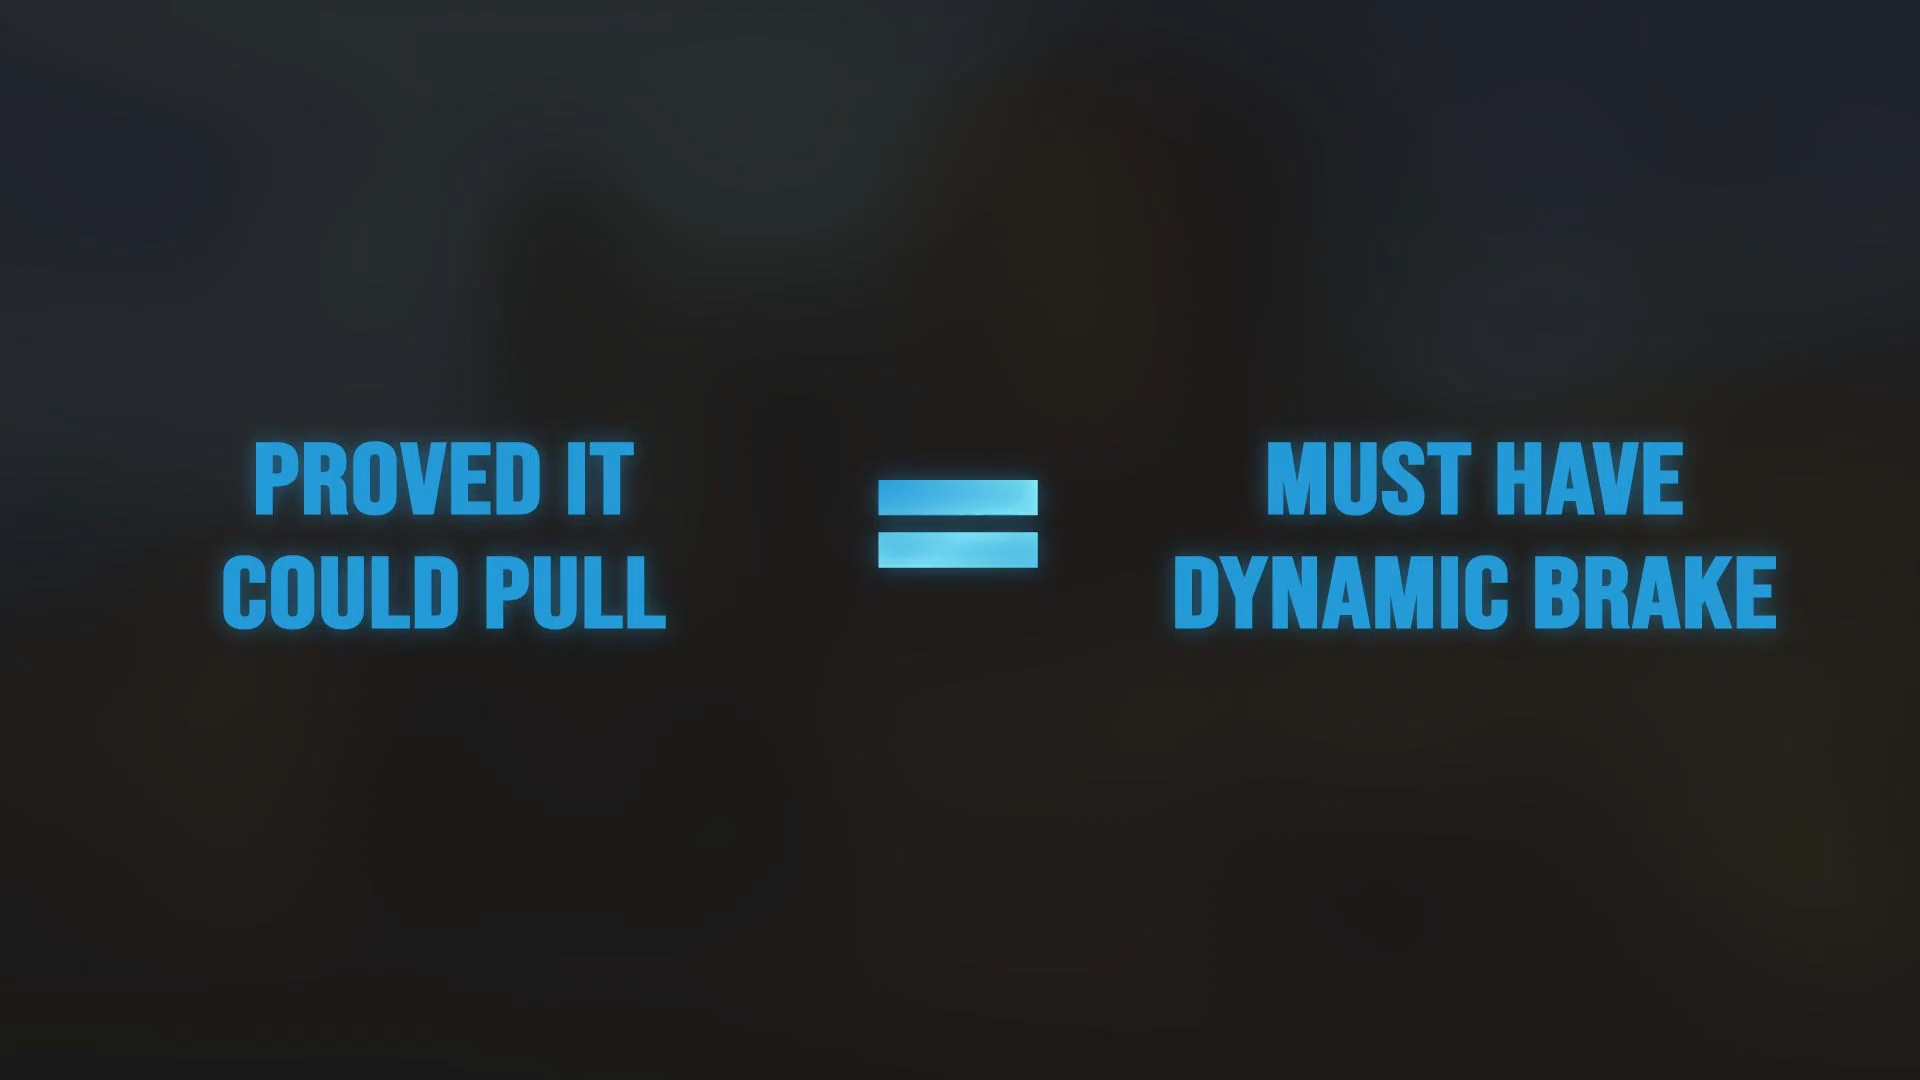 PROVED IT
COULD PULL
=
MUST HAVE
DYNAMIC BRAKE